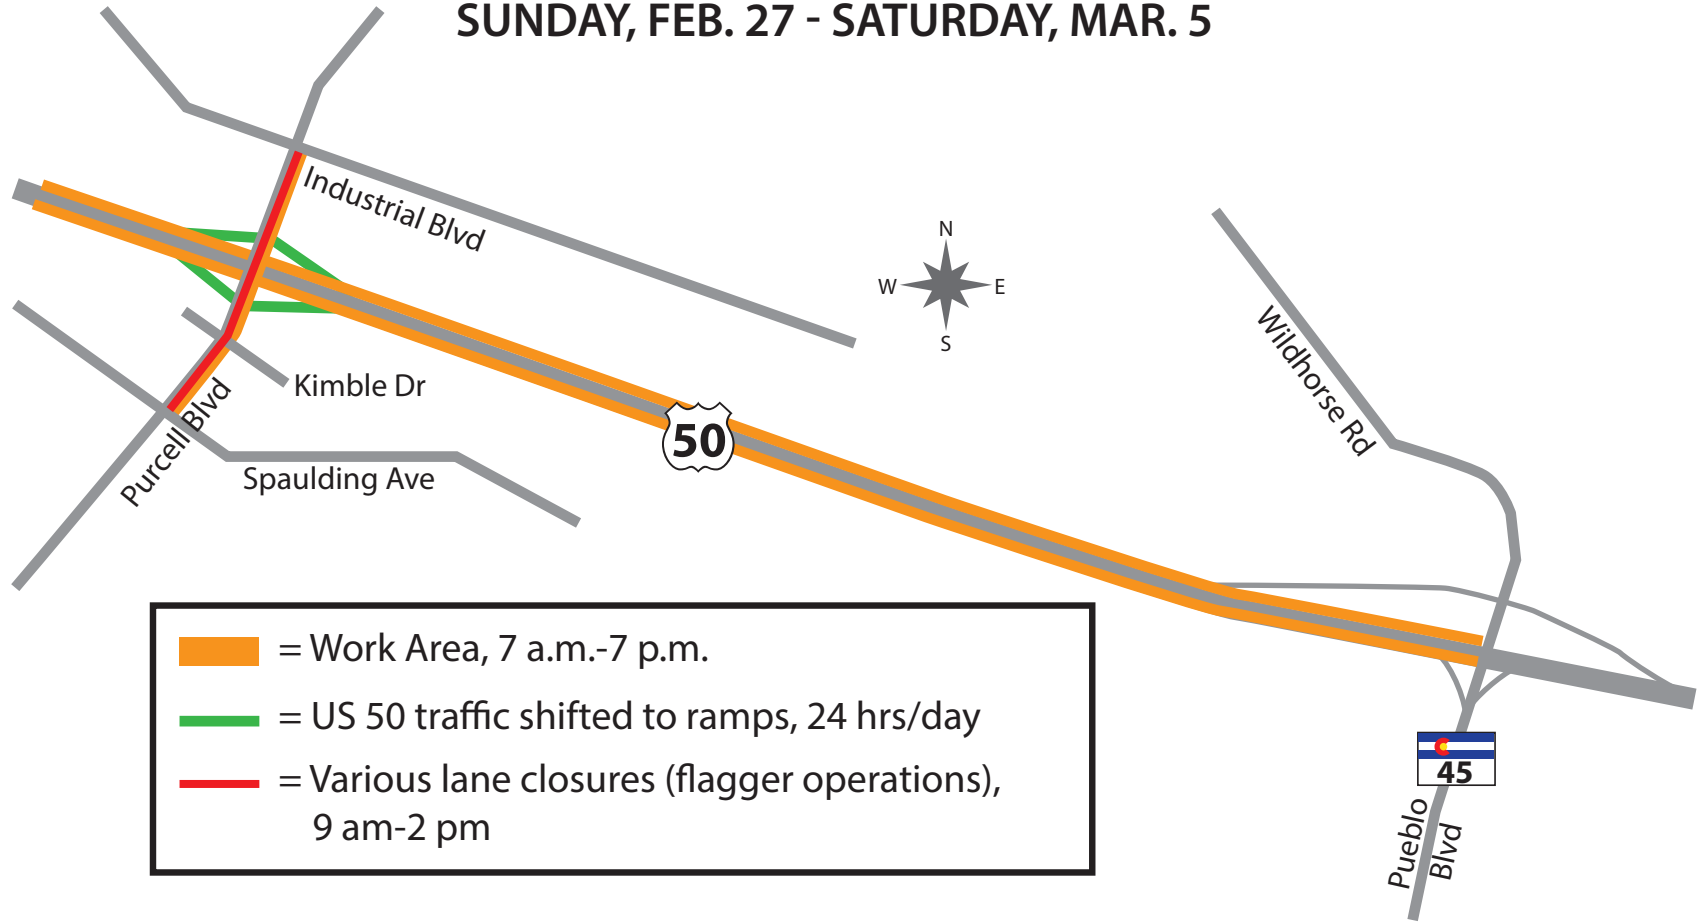 SUNDAY, FEB. 27 - SATURDAY, MAR. 5
Industrial Blvd
N
W
E
S
Wildhorse Rd
Kimble Dr
Purcell Blvd
50
Spaulding Ave
= Work Area, 7 a.m.-7 p.m.
= US 50 traffic shifted to ramps, 24 hrs/day
= Various lane closures (flagger operations),
9 am-2 pm
45
Pueblo
Blvd